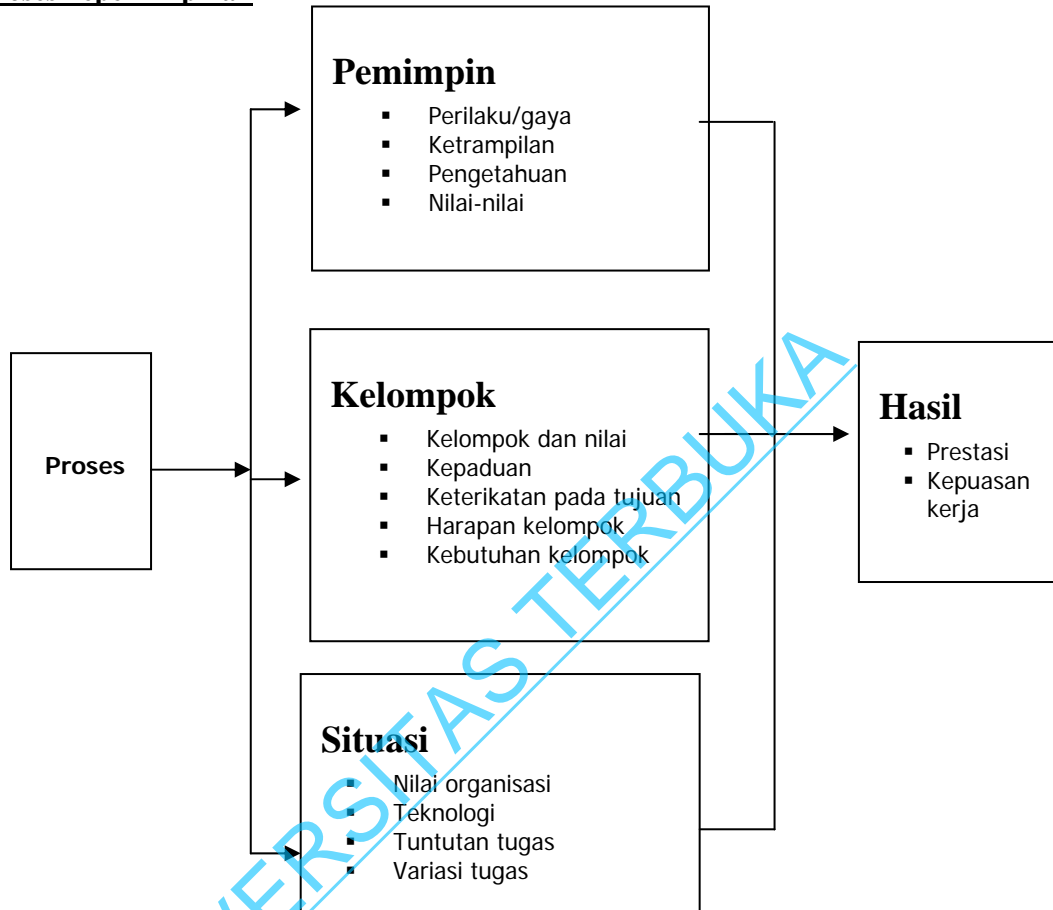 Pemimpin
▪ Perilaku/gaya
▪ Ketrampilan
▪ Pengetahuan
▪ Nilai-nilai
Proses
Kelompok
▪ Kelompok dan nilai
▪ Kepaduan
▪ Keterikatan pada tujuan
▪ Harapan kelompok
▪ Kebutuhan kelompok
Hasil
▪ Prestasi
▪ Kepuasan
kerja
Situasi
▪ Nilai organisasi
▪ Teknologi
▪ Tuntutan tugas
▪ Variasi tugas
TERBUKA